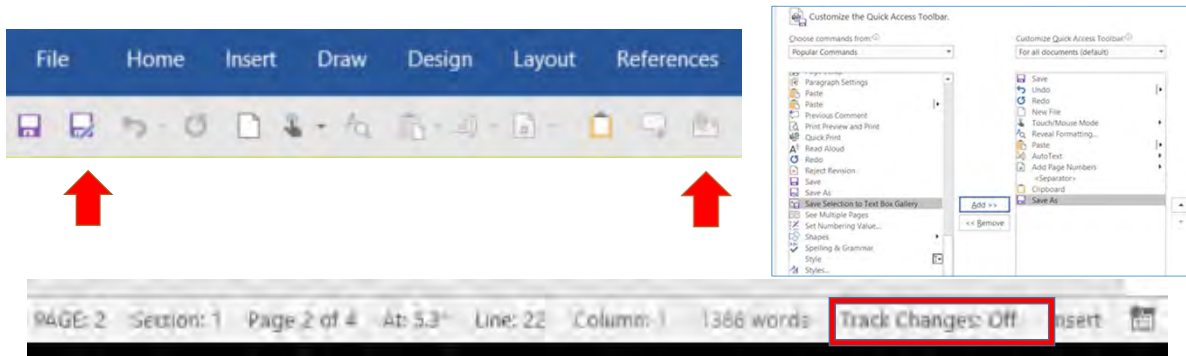 File Home Insert Draw Design Layout References
Customize the Quick Access Toolbar.
Choose commands from:
Popular Commands
Paragraph Settings
Paste
Paste
Previous Comment
Print Preview and Print
Quick Print
Read Aloud
Redo
Reject Revision
Save
Save As
Save Selection to Text Box Gallery
See Multiple Pages
Set Numbering Value...
Shapes
Spelling & Grammar
Style
Styles...
Add >>
<< Remove
Customize Quick Access Toolbar:
For all documents (default)
Save
Undo
Redo
New File
Touch/Mouse Mode
Reveal Formatting...
Paste
AutoText
Add Page Numbers
<Separator>
Clipboard
Save As
PAGE: 2 Section: 1 Page 2 of 4 At: 5.3" Line: 22 Column: 1 1386 words Track Changes: Off Insert